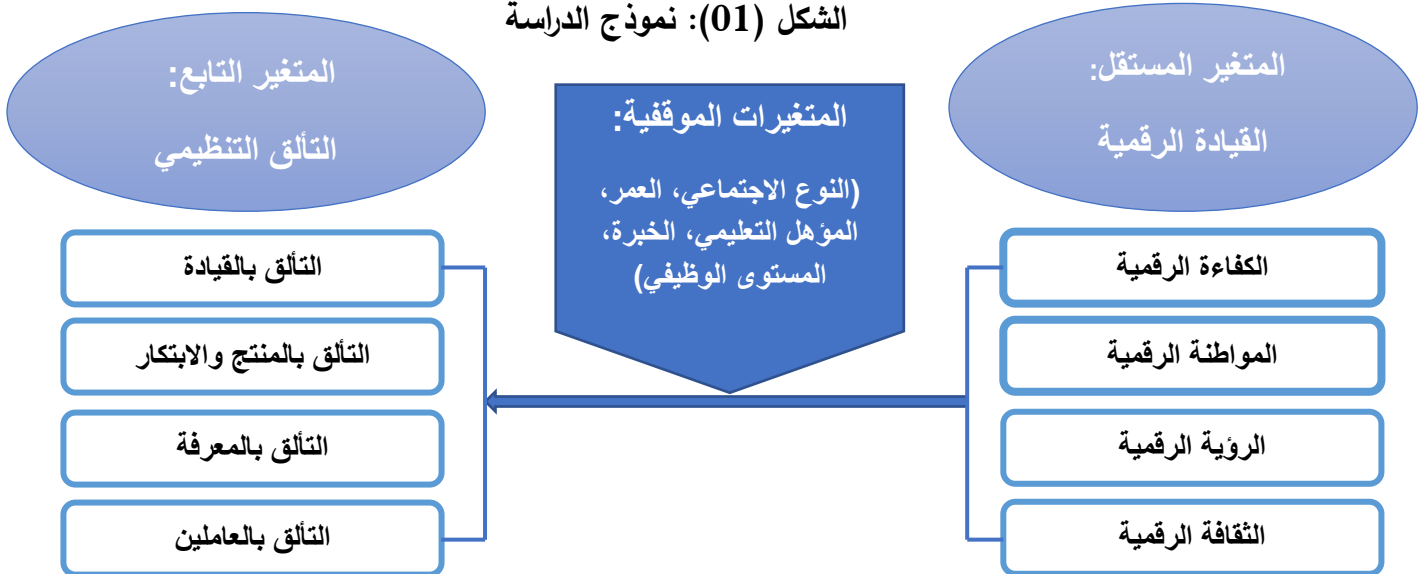 الشكل (01): نموذج الدراسة
المتغير المستقل:
القيادة الرقمية
الكفاءة الرقمية
المواطنة الرقمية
الرؤية الرقمية
الثقافة الرقمية
المتغيرات الموقفية:
(النوع الاجتماعي، العمر،
المؤهل التعليمي، الخبرة،
المستوى الوظيفي)
المتغير التابع:
التألق التنظيمي
التألق بالقيادة
التألق بالمنتج والابتكار
التألق بالمعرفة
التألق بالعاملين